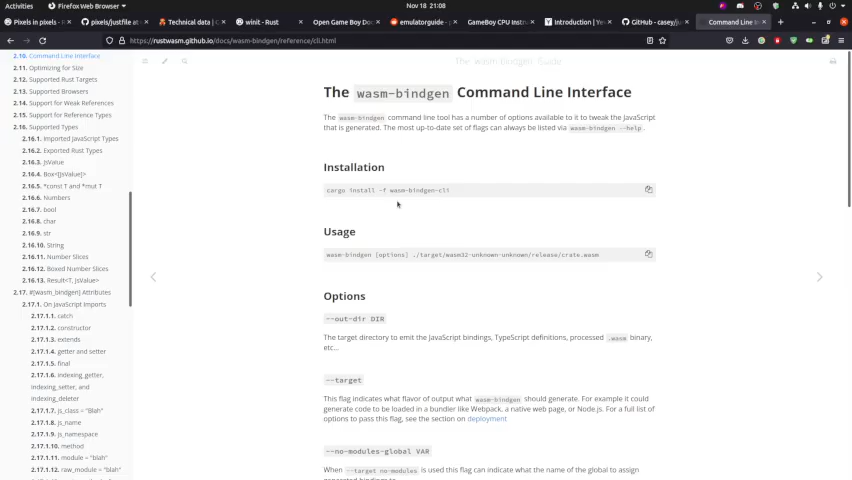 Activities
Firefox Web Browser
Nov 18 21:08
Pixels in pixels - R
pixels/justfile at
Technical data | G
winit - Rust
Open Game Boy Doc
emulatorguide - p
GameBoy CPU Instr
Introduction | Ye
GitHub - casey/ju
Command Line In
https://rustwasm.github.io/docs/wasm-bindgen/reference/cli.html
2.10. Command Line Interface
2.11. Optimizing for Size
2.12. Supported Rust Targets
2.13. Supported Browsers
2.14. Support for Weak References
2.15. Support for Reference Types
2.16. Supported Types
2.16.1. Imported JavaScript Types
2.16.2. Exported Rust Types
2.16.3. JsValue
2.16.4. Box<[JsValue]>
2.16.5. *const T and *mut T
2.16.6. Numbers
2.16.7. bool
2.16.8. char
2.16.9. str
2.16.10. String
2.16.11. Number Slices
2.16.12. Boxed Number Slices
2.16.13. Result<T, JsValue>
2.17. #[wasm_bindgen] Attributes
2.17.1. On JavaScript Imports
2.17.1.1. catch
2.17.1.2. constructor
2.17.1.3. extends
2.17.1.4. getter and setter
2.17.1.5. final
2.17.1.6. indexing_getter,
indexing_setter, and
indexing_deleter
2.17.1.7. js_class = "Blah"
2.17.1.8. js_name
2.17.1.9. js_namespace
2.17.1.10. method
2.17.1.11. module = "blah"
2.17.1.12. raw_module = "blah"
The `wasm-bindgen` Guide
The wasm-bindgen Command Line Interface
The wasm-bindgen command line tool has a number of options available to it to tweak the JavaScript
that is generated. The most up-to-date set of flags can always be listed via wasm-bindgen --help .
Installation
cargo install -f wasm-bindgen-cli
Usage
wasm-bindgen [options] ./target/wasm32-unknown-unknown/release/crate.wasm
Options
--out-dir DIR
The target directory to emit the JavaScript bindings, TypeScript definitions, processed .wasm binary,
etc...
--target
This flag indicates what flavor of output what wasm-bindgen should generate. For example it could
generate code to be loaded in a bundler like Webpack, a native web page, or Node.js. For a full list of
options to pass this flag, see the section on deployment
--no-modules-global VAR
When --target no-modules is used this flag can indicate what the name of the global to assign
generated bindings to.